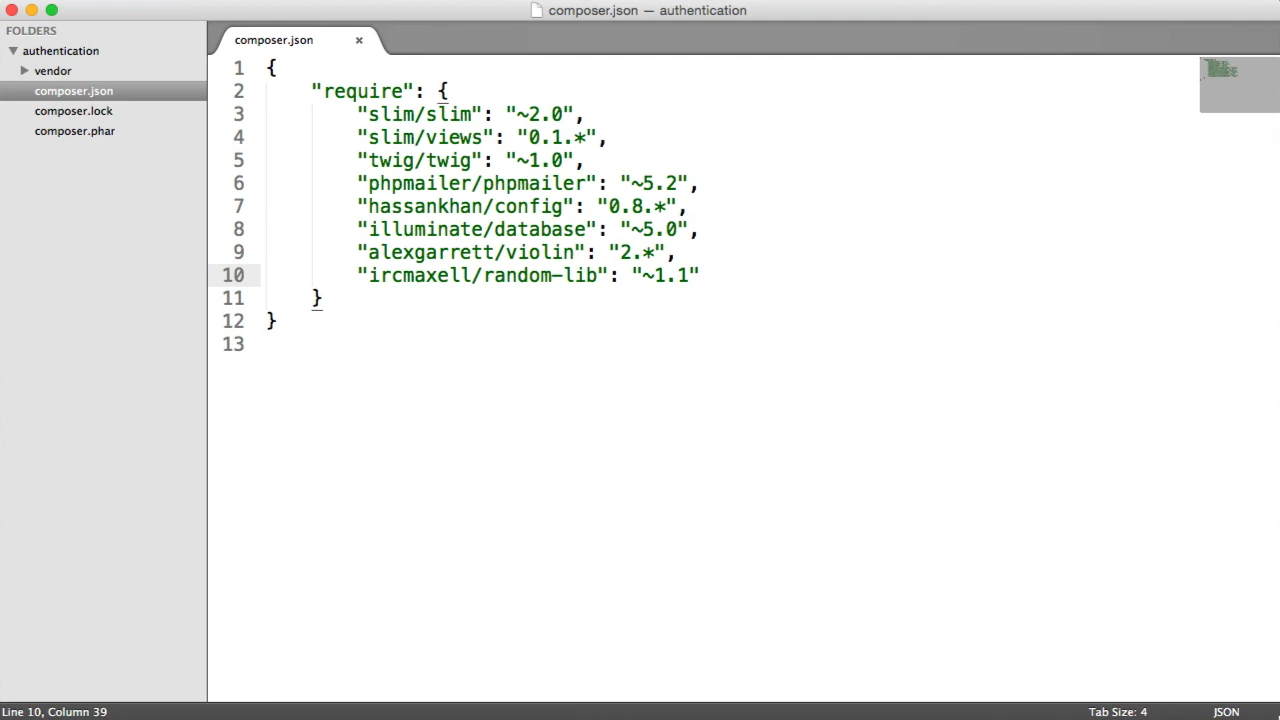 composer.json — authentication
FOLDERS
authentication
vendor
composer.json
composer.lock
composer.phar
composer.json ×
1 {
2     "require": {
3         "slim/slim": "~2.0",
4         "slim/views": "0.1.*",
5         "twig/twig": "~1.0",
6         "phpmailer/phpmailer": "~5.2",
7         "hassankhan/config": "0.8.*",
8         "illuminate/database": "~5.0",
9         "alexgarrett/violin": "2.*",
10         "ircmaxell/random-lib": "~1.1"
11     }
12 }
13
Line 10, Column 39
Tab Size: 4
JSON